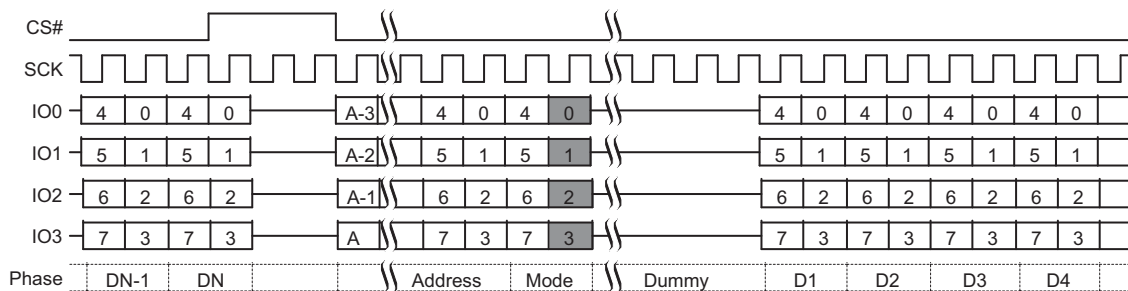 CS#
SCK
IO0 4 0 4 0 A-3 4 0 4 0 4 0 4 0 4 0 4 0
IO1 5 1 5 1 A-2 5 1 5 1 5 1 5 1 5 1 5 1
IO2 6 2 6 2 A-1 6 2 6 2 6 2 6 2 6 2 6 2
IO3 7 3 7 3 A 7 3 7 3 7 3 7 3 7 3 7 3
Phase DN-1 DN Address Mode Dummy D1 D2 D3 D4